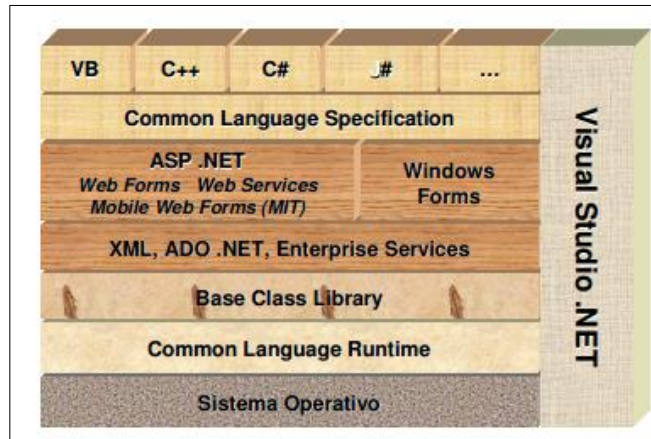 VB C++ C# J# ...
Common Language Specification
ASP .NET
Web Forms Web Services
Mobile Web Forms (MIT)
Windows
Forms
XML, ADO .NET, Enterprise Services
Base Class Library
Common Language Runtime
Sistema Operativo
Visual Studio .NET